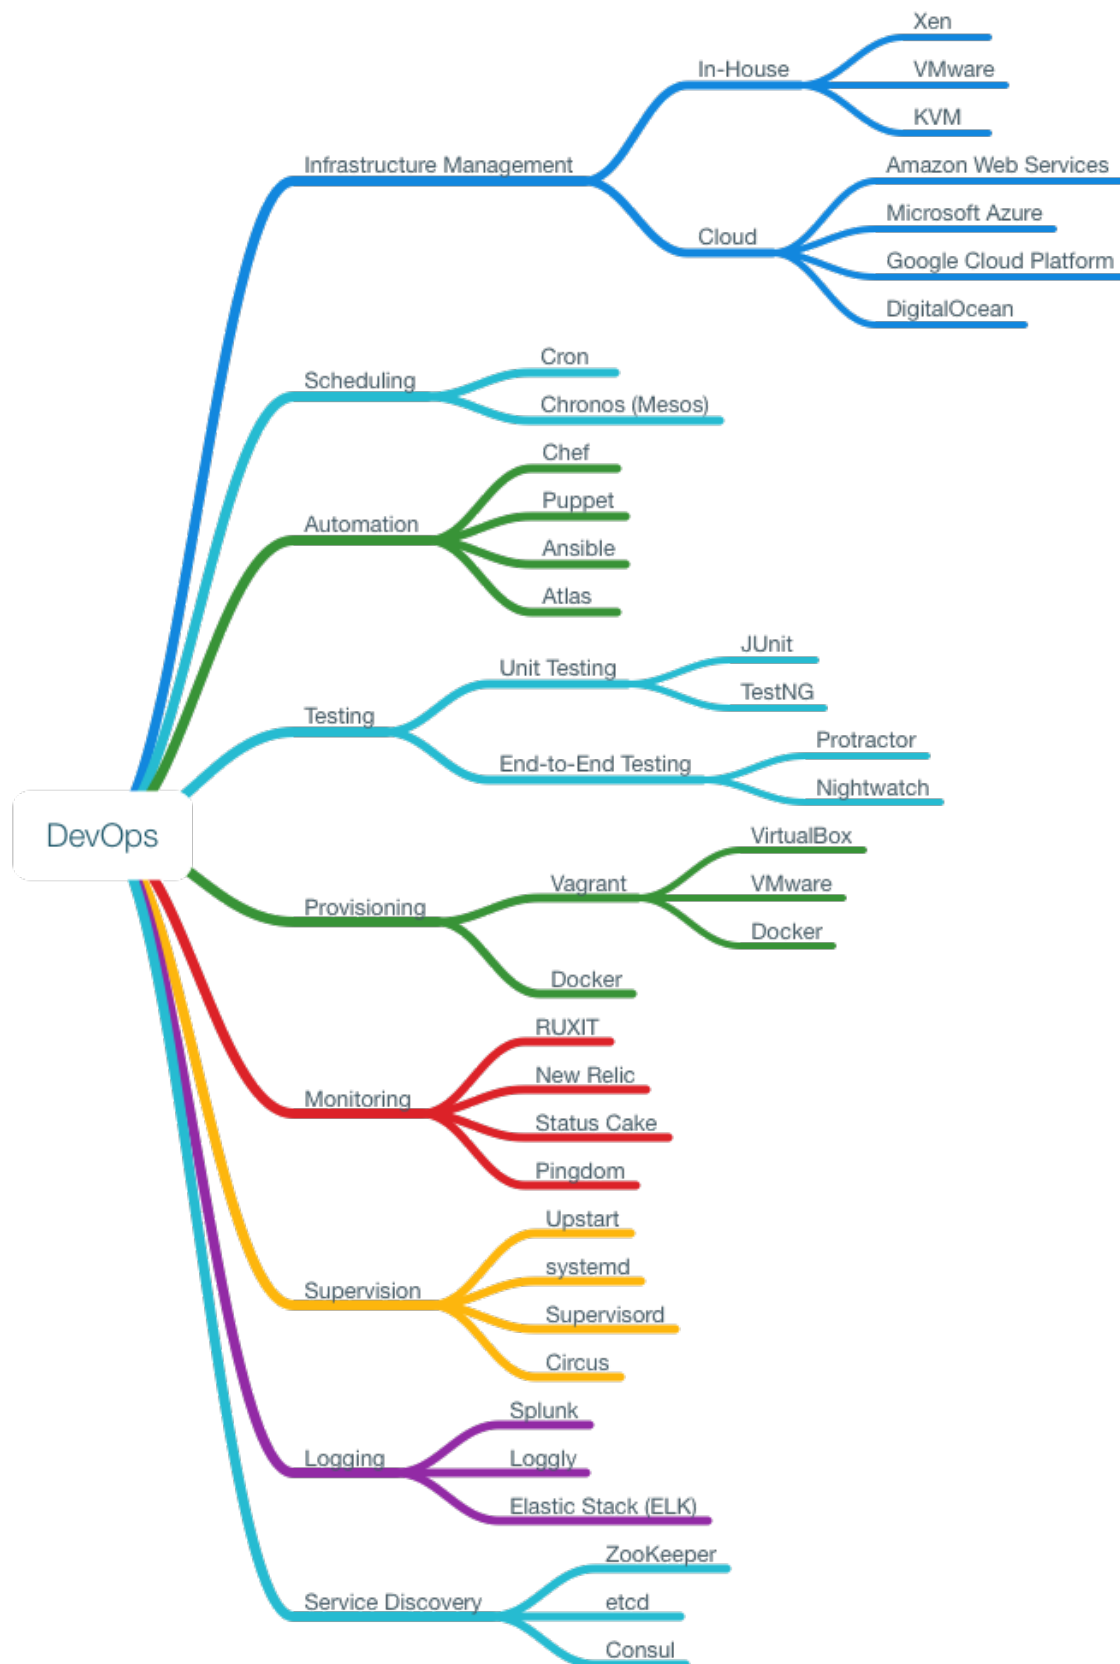 Xen
In-House
VMware
KVM
Infrastructure Management
Amazon Web Services
Microsoft Azure
Cloud
Google Cloud Platform
DigitalOcean
Cron
Scheduling
Chronos (Mesos)
Chef
Puppet
Automation
Ansible
Atlas
JUnit
Unit Testing
TestNG
Testing
Protractor
End-to-End Testing
Nightwatch
DevOps
VirtualBox
Vagrant
VMware
Docker
Provisioning
Docker
RUXIT
New Relic
Monitoring
Status Cake
Pingdom
Upstart
systemd
Supervision
Supervisord
Circus
Splunk
Logging
Loggly
Elastic Stack (ELK)
ZooKeeper
Service Discovery
etcd
Consul